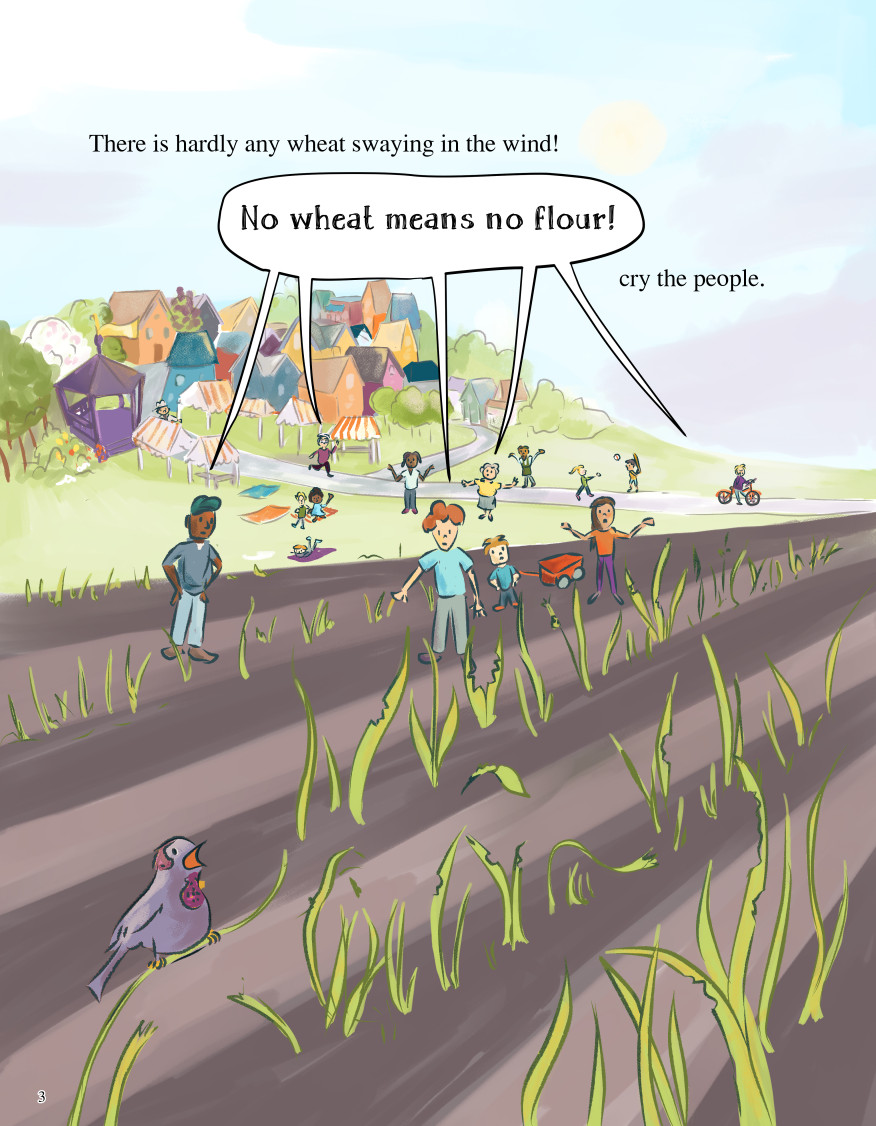 There is hardly any wheat swaying in the wind!
No wheat means no flour!
cry the people.
3